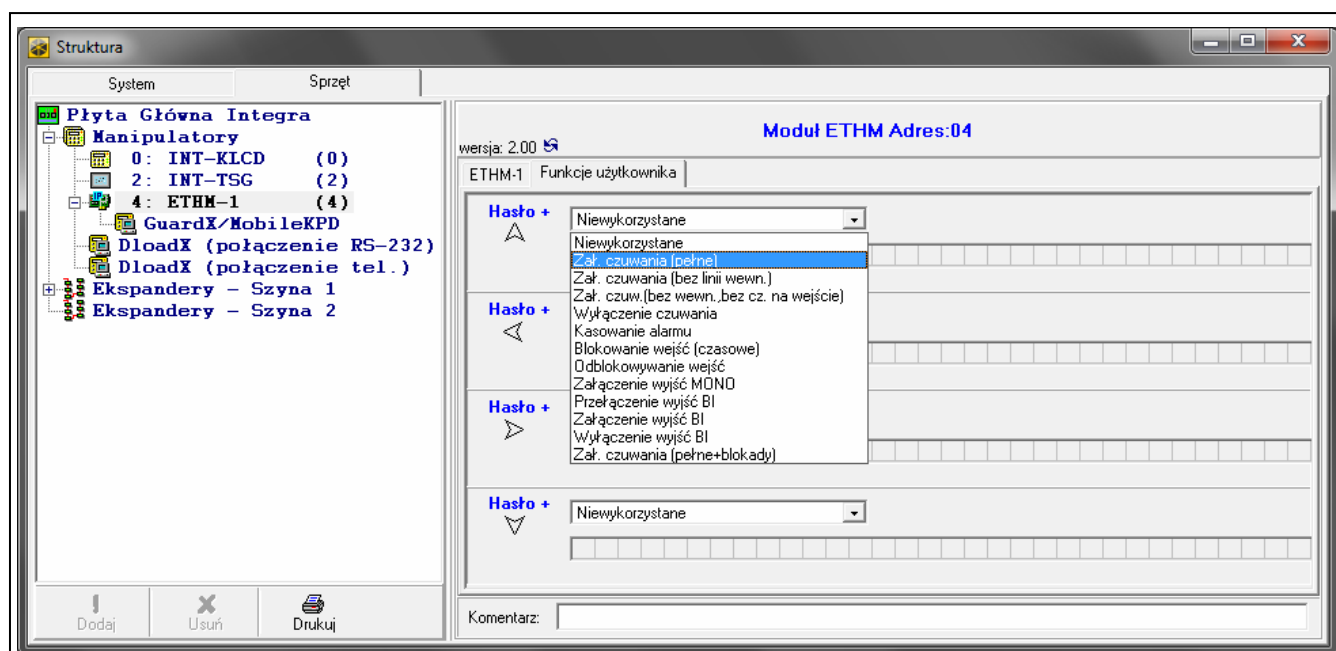 Struktura
System
Sprzęt
Płyta Główna Integra
Manipulatory
0: INT-KLCD (0)
2: INT-TSG (2)
4: ETHM-1 (4)
GuardX/MobileKPD
DloadX (połączenie RS-232)
DloadX (połączenie tel.)
Ekspandery - Szyna 1
Ekspandery - Szyna 2
Dodaj
Usuń
Drukuj
Moduł ETHM Adres:04
wersja: 2.00
ETHM-1
Funkcje użytkownika
Hasło +
Niewykorzystane
Niewykorzystane
Zał. czuwania (pełne)
Zał. czuwania (bez linii wewn.)
Zał. czuw.(bez wewn.,bez cz. na wejście)
Wyłączenie czuwania
Kasowanie alarmu
Blokowanie wejść (czasowe)
Odblokowywanie wejść
Załączenie wyjść MONO
Przełączenie wyjść BI
Załączenie wyjść BI
Wyłączenie wyjść BI
Zał. czuwania (pełne+blokady)
Hasło +
Hasło +
Hasło +
Niewykorzystane
Komentarz: